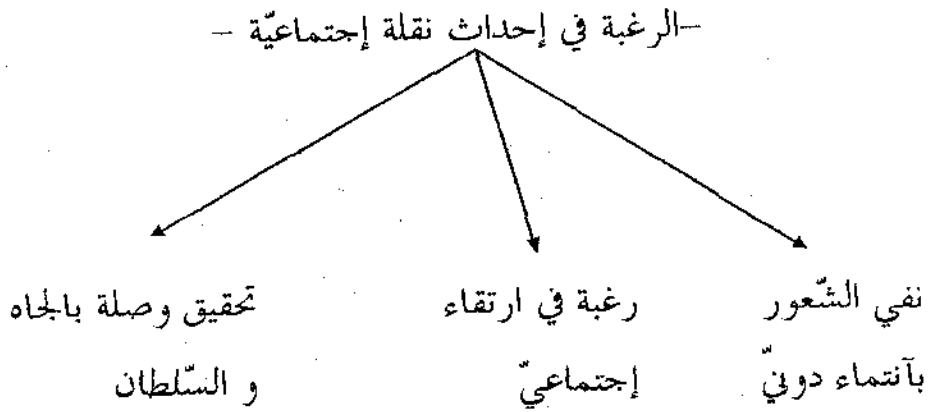 –الرغبة في إحداث نقلة إجتماعيّة –
نفي الشّعور
بآنتماء دونيّ
رغبة في ارتقاء
إجتماعيّ
تحقيق وصلة بالجاه
و السّلطان